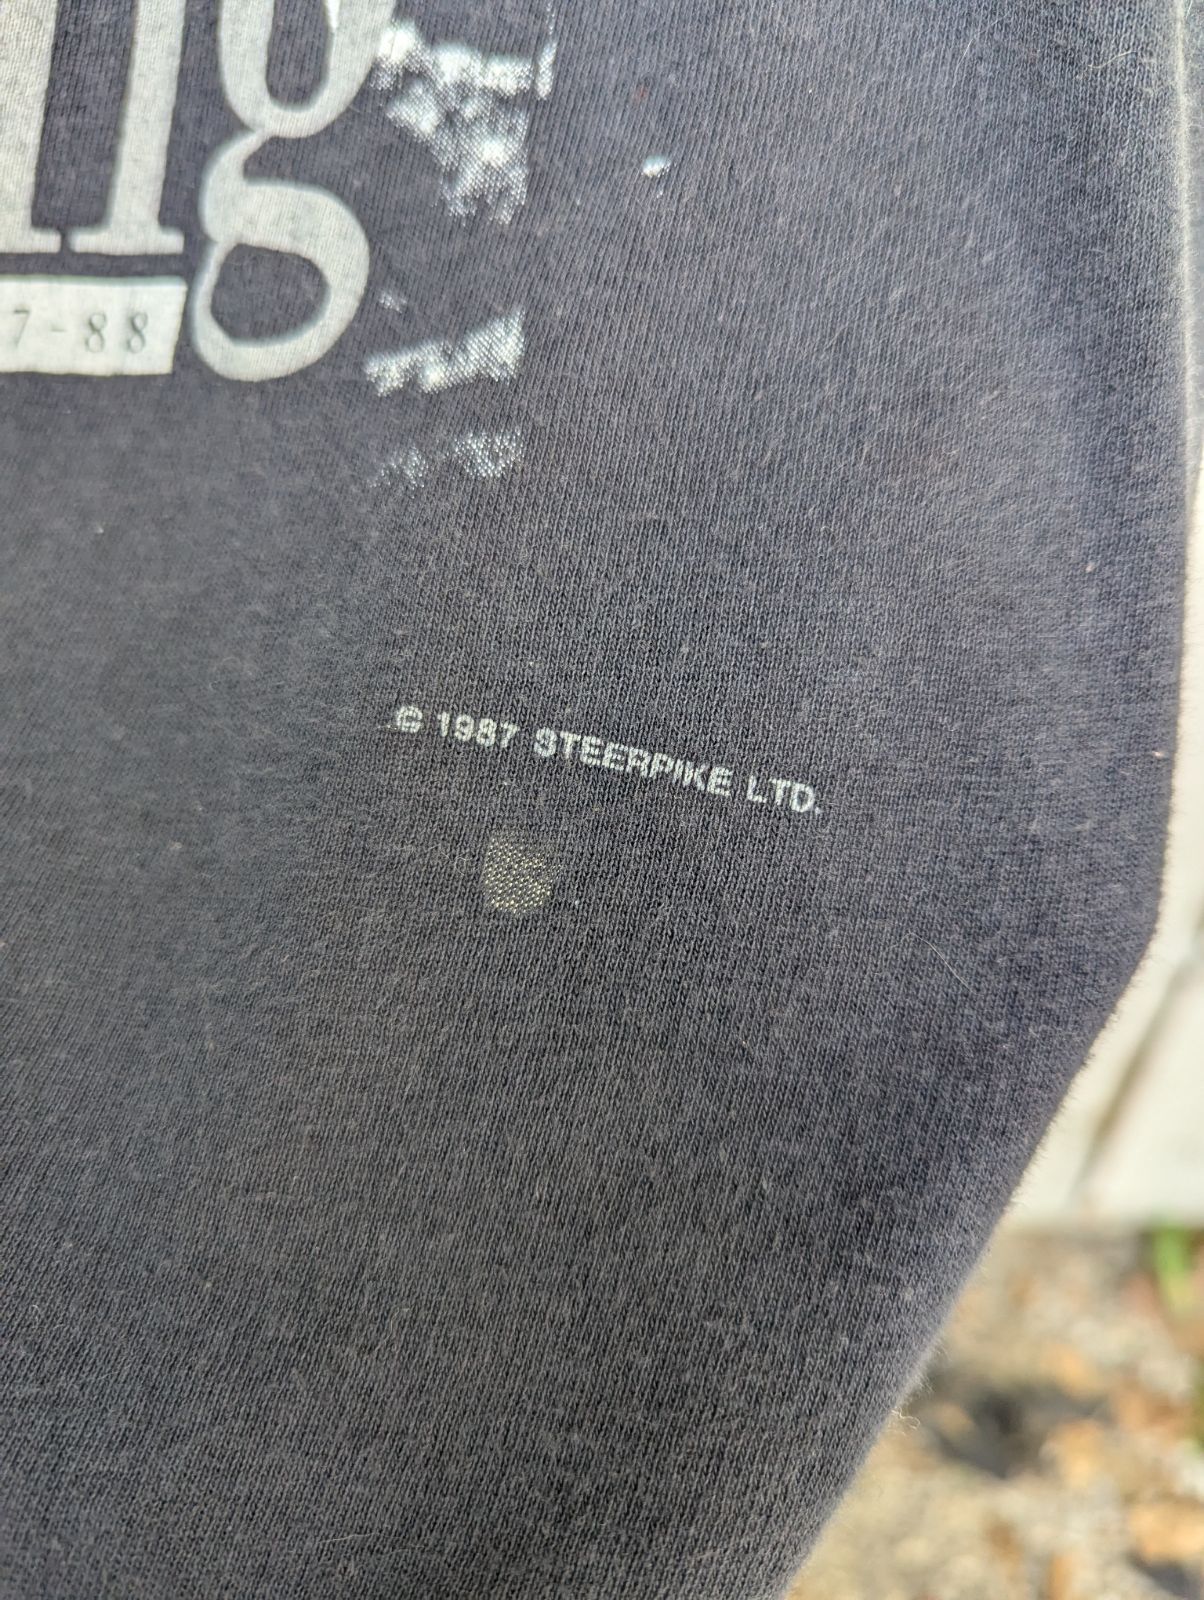 ng
7-88
© 1987 STEERPIKE LTD.